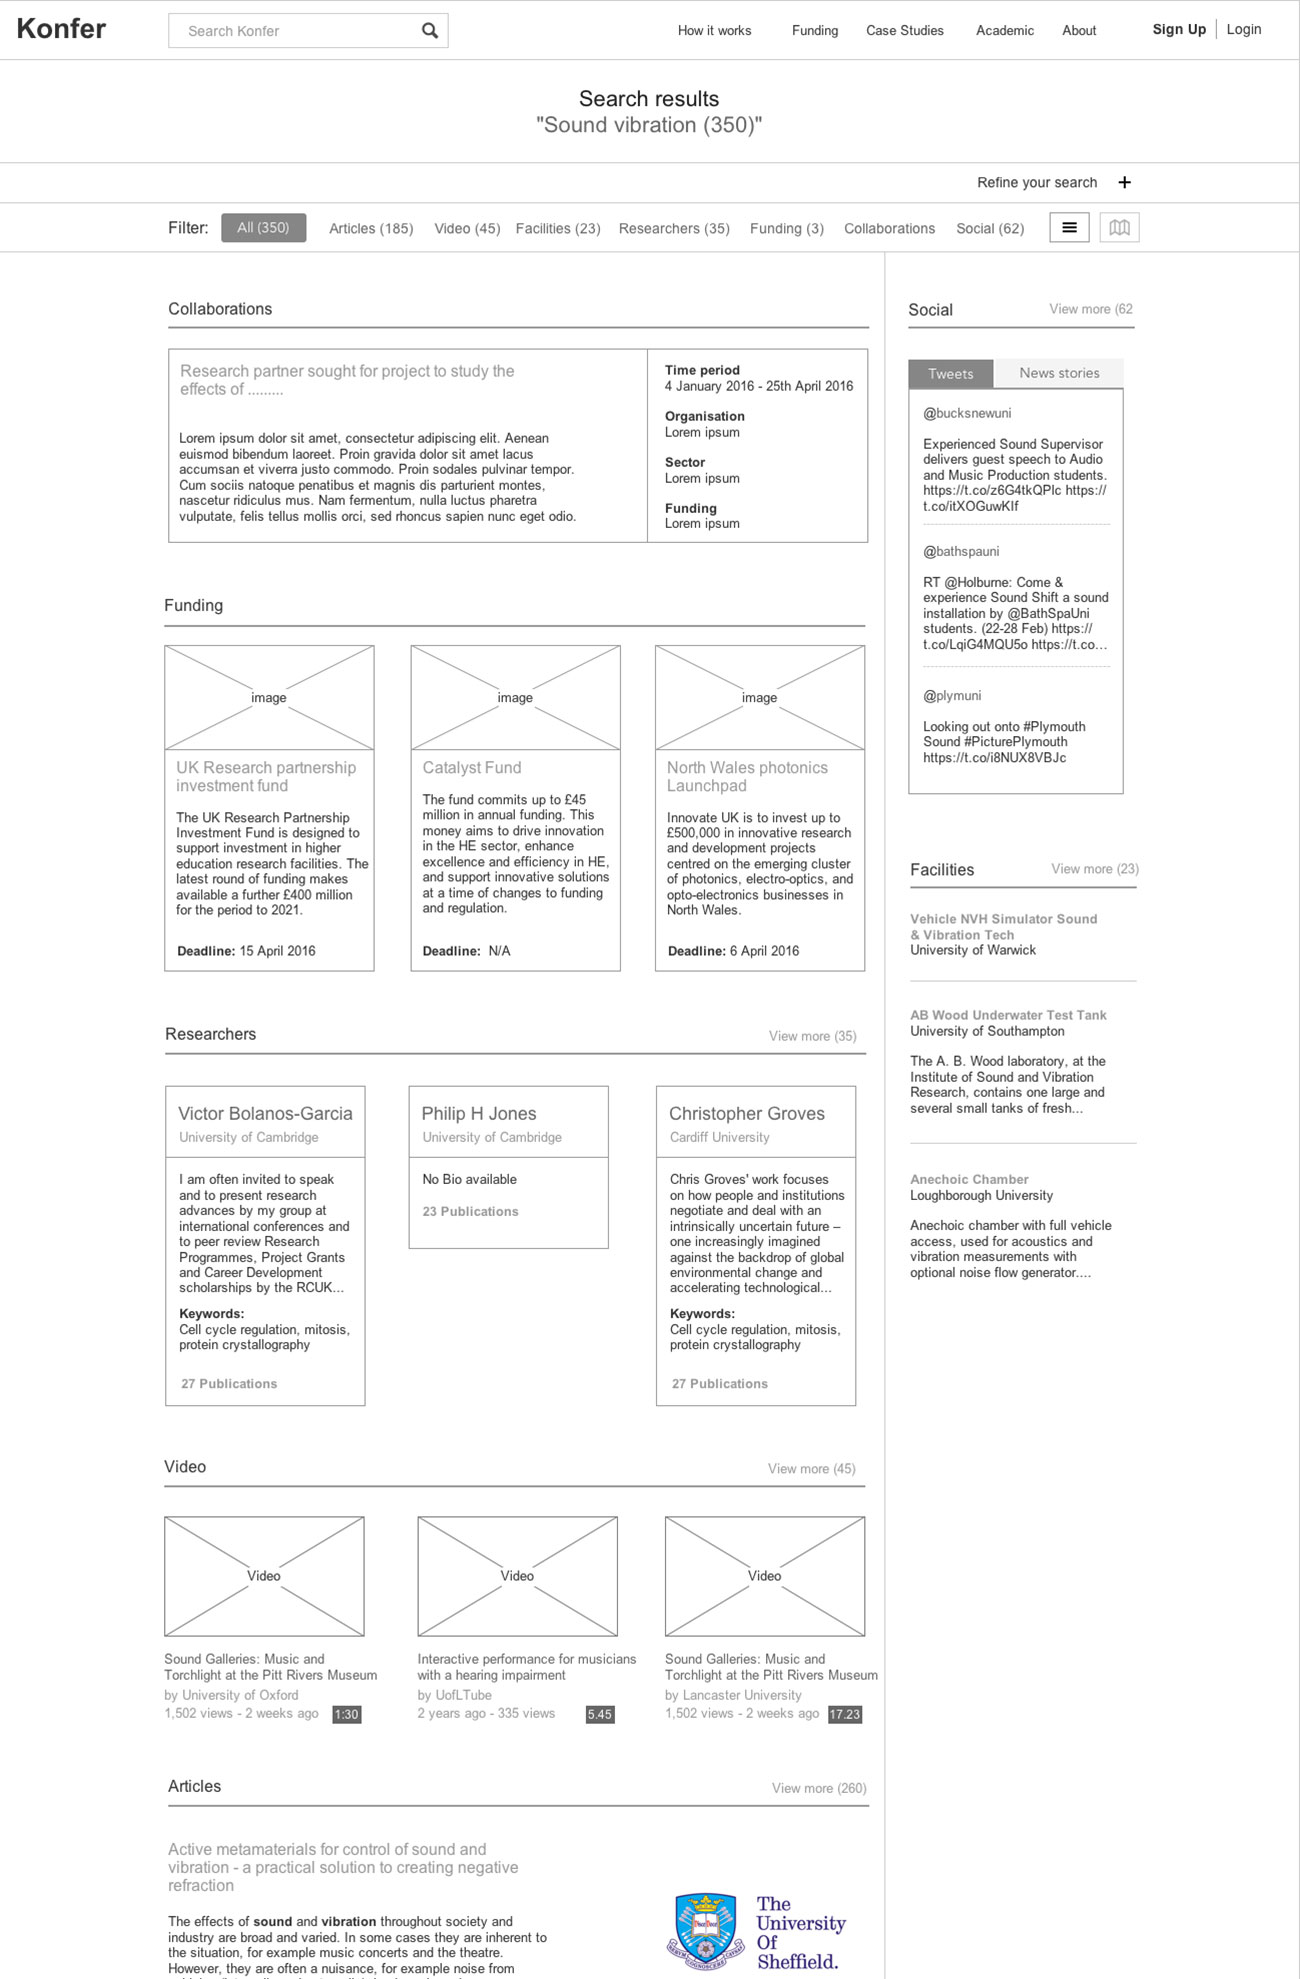 Konfer
Search Konfer
How it works
Funding
Case Studies
Academic
About
Sign Up
Login
Search results
"Sound vibration (350)"
Refine your search +
Filter:
All (350)
Articles (185)
Video (45)
Facilities (23)
Researchers (35)
Funding (3)
Collaborations
Social (62)
Collaborations
Research partner sought for project to study the
effects of .........
Lorem ipsum dolor sit amet, consectetur adipiscing elit. Aenean
euismod bibendum laoreet. Proin gravida dolor sit amet lacus
accumsan et viverra justo commodo. Proin sodales pulvinar tempor.
Cum sociis natoque penatibus et magnis dis parturient montes,
nascetur ridiculus mus. Nam fermentum, nulla luctus pharetra
vulputate, felis tellus mollis orci, sed rhoncus sapien nunc eget odio.
Time period
4 January 2016 - 25th April 2016
Organisation
Lorem ipsum
Sector
Lorem ipsum
Funding
Lorem ipsum
Funding
image
UK Research partnership
investment fund
The UK Research Partnership
Investment Fund is designed to
support investment in higher
education research facilities. The
latest round of funding makes
available a further £400 million
for the period to 2021.
Deadline: 15 April 2016
image
Catalyst Fund
The fund commits up to £45
million in annual funding. This
money aims to drive innovation
in the HE sector, enhance
excellence and efficiency in HE,
and support innovative solutions
at a time of changes to funding
and regulation.
Deadline: N/A
image
North Wales photonics
Launchpad
Innovate UK is to invest up to
£500,000 in innovative research
and development projects
centred on the emerging cluster
of photonics, electro-optics, and
opto-electronics businesses in
North Wales.
Deadline: 6 April 2016
Researchers
View more (35)
Victor Bolanos-Garcia
University of Cambridge
I am often invited to speak
and to present research
advances by my group at
international conferences and
to peer review Research
Programmes, Project Grants
and Career Development
scholarships by the RCUK...
Keywords:
Cell cycle regulation, mitosis,
protein crystallography
27 Publications
Philip H Jones
University of Cambridge
No Bio available
23 Publications
Christopher Groves
Cardiff University
Chris Groves' work focuses
on how people and institutions
negotiate and deal with an
intrinsically uncertain future –
one increasingly imagined
against the backdrop of global
environmental change and
accelerating technological...
Keywords:
Cell cycle regulation, mitosis,
protein crystallography
27 Publications
Video
View more (45)
Video
Sound Galleries: Music and
Torchlight at the Pitt Rivers Museum
by University of Oxford
1,502 views - 2 weeks ago
1:30
Video
Interactive performance for musicians
with a hearing impairment
by UofLTube
2 years ago - 335 views
5.45
Video
Sound Galleries: Music and
Torchlight at the Pitt Rivers Museum
by Lancaster University
1,502 views - 2 weeks ago
17.23
Articles
View more (260)
Active metamaterials for control of sound and
vibration - a practical solution to creating negative
refraction
The effects of sound and vibration throughout society and
industry are broad and varied. In some cases they are inherent to
the situation, for example music concerts and the theatre.
However, they are often a nuisance, for example noise from
The
University
Of
Sheffield.
Social
View more (62
Tweets
News stories
@bucksnewuni
Experienced Sound Supervisor
delivers guest speech to Audio
and Music Production students.
https://t.co/z6G4tkQPlc https://
t.co/itXOGuwKIf
@bathspauni
RT @Holburne: Come &
experience Sound Shift a sound
installation by @BathSpaUni
students. (22-28 Feb) https://
t.co/LqiG4MQU5o https://t.co...
@plymuni
Looking out onto #Plymouth
Sound #PicturePlymouth
https://t.co/i8NUX8VBJc
Facilities
View more (23)
Vehicle NVH Simulator Sound
& Vibration Tech
University of Warwick
AB Wood Underwater Test Tank
University of Southampton
The A. B. Wood laboratory, at the
Institute of Sound and Vibration
Research, contains one large and
several small tanks of fresh...
Anechoic Chamber
Loughborough University
Anechoic chamber with full vehicle
access, used for acoustics and
vibration measurements with
optional noise flow generator....